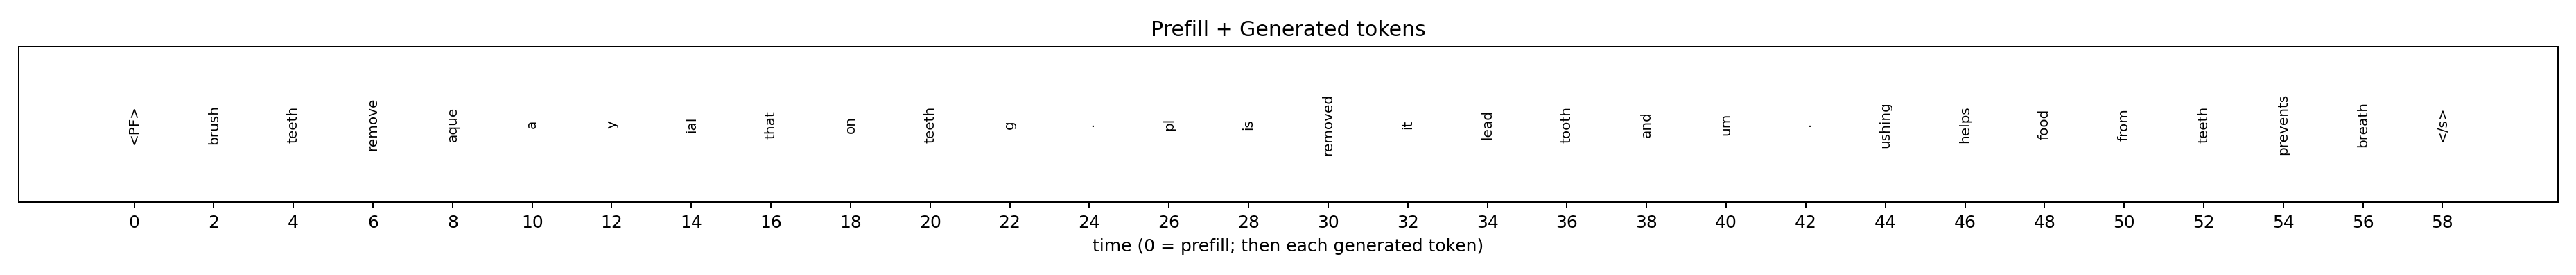 Prefill + Generated tokens
<PF> brush teeth remove aque a y ial that on teeth g . pl is removed it lead tooth and um . ushing helps food from teeth prevents breath </s>
0 2 4 6 8 10 12 14 16 18 20 22 24 26 28 30 32 34 36 38 40 42 44 46 48 50 52 54 56 58
time (0 = prefill; then each generated token)